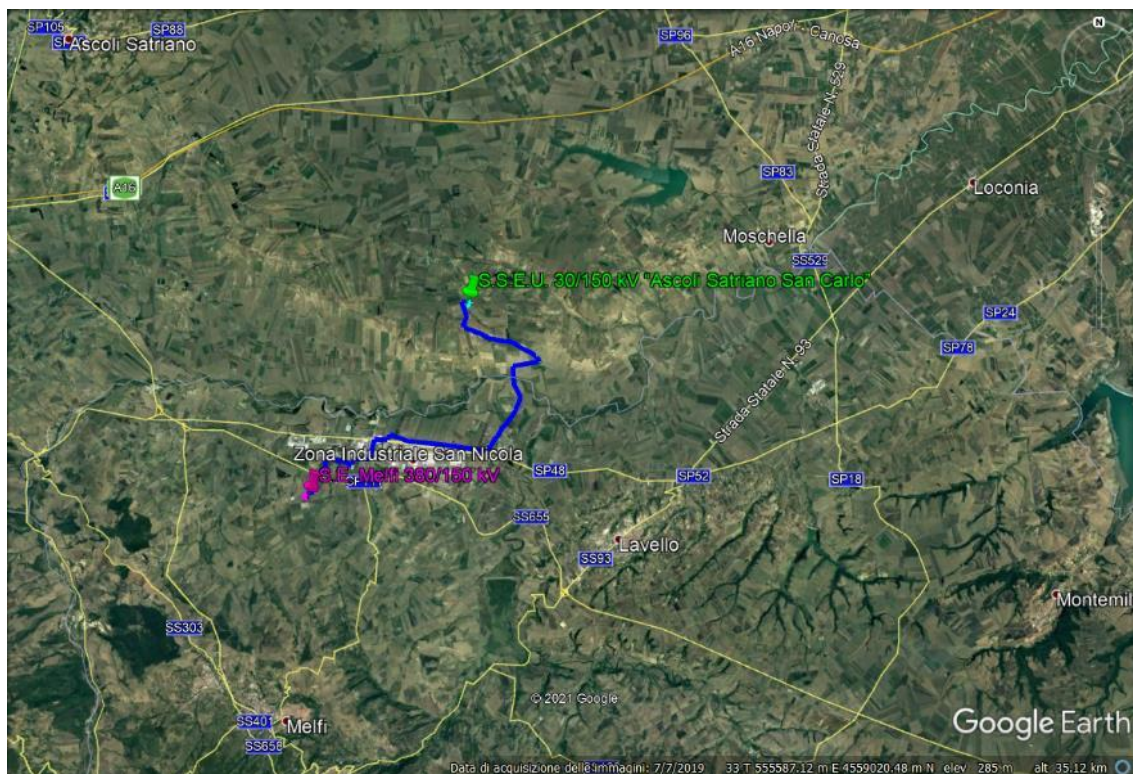 SP105
SP88
Ascoli Satriano
SP96
A16 Napoli - Canosa
Strada Statale N. 529
SP83
A16
Loconia
Moschella
SS529
S.S.E.U. 30/150 kV "Ascoli Satriano San Carlo"
SP24
SP78
Strada Statale N. 93
Zona Industriale San Nicola
S.E. Melfi 380/150 kV
SP48
SP52
SP18
SS655
Lavello
SS93
Montemil
SS303
© 2021 Google
SS401
Melfi
SS658
Google Earth
Data di acquisizione delle immagini: 7/7/2019 33 T 555587.12 m E 4559020.48 m N elev 285 m alt 35.12 km
N